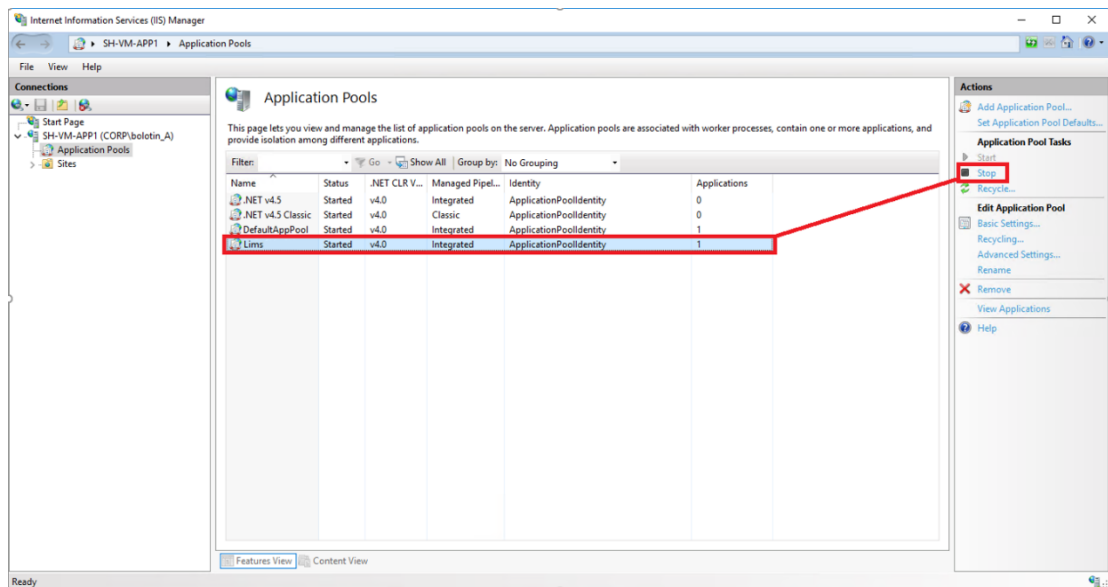 Internet Information Services (IIS) Manager
SH-VM-APP1 Application Pools
File View Help
Connections
Start Page
SH-VM-APP1 (CORP\bolotin_A)
Application Pools
Sites
Application Pools
This page lets you view and manage the list of application pools on the server. Application pools are associated with worker processes, contain one or more applications, and
provide isolation among different applications.
Filter: Go Show All Group by: No Grouping
Name Status .NET CLR V... Managed Pipel... Identity Applications
.NET v4.5 Started v4.0 Integrated ApplicationPoolIdentity 0
.NET v4.5 Classic Started v4.0 Classic ApplicationPoolIdentity 0
DefaultAppPool Started v4.0 Integrated ApplicationPoolIdentity 1
Lims Started v4.0 Integrated ApplicationPoolIdentity 1
Features View Content View
Actions
Add Application Pool...
Set Application Pool Defaults...
Application Pool Tasks
Start
Stop
Recycle...
Edit Application Pool
Basic Settings...
Recycling...
Advanced Settings...
Rename
Remove
View Applications
Help
Ready